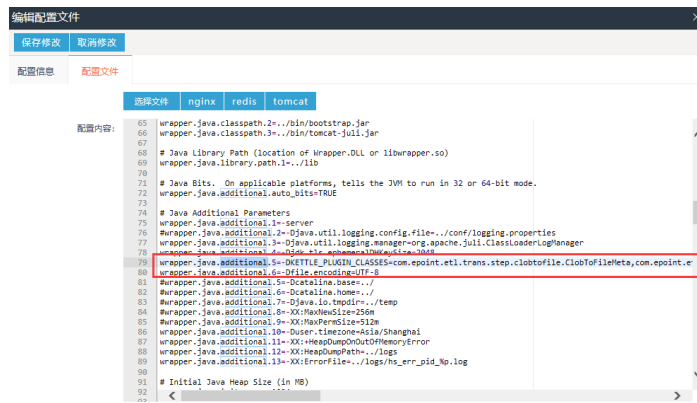 编辑配置文件
保存修改 取消修改
配置信息 配置文件
选择文件 nginx redis tomcat
配置内容:
65 wrapper.java.classpath.2=../bin/bootstrap.jar
66 wrapper.java.classpath.3=../bin/tomcat-juli.jar
67
68 # Java Library Path (location of Wrapper.DLL or libwrapper.so)
69 wrapper.java.library.path.1=../lib
70
71 # Java Bits.  On applicable platforms, tells the JVM to run in 32 or 64-bit mode.
72 wrapper.java.additional.auto_bits=TRUE
73
74 # Java Additional Parameters
75 wrapper.java.additional.1=-server
76 #wrapper.java.additional.2=-Djava.util.logging.config.file=../conf/logging.properties
77 wrapper.java.additional.3=-Djava.util.logging.manager=org.apache.juli.ClassLoaderLogManager
78 wrapper.java.additional.4=-Djdk.tls.ephemeralDHKeySize=2048
79 wrapper.java.additional.5=-DKETTLE_PLUGIN_CLASSES=com.epoint.etl.trans.step.clobtofile.ClobToFileMeta,com.epoint.e
80 wrapper.java.additional.6=-Dfile.encoding=UTF-8
81 #wrapper.java.additional.5=-Dcatalina.base=../
82 #wrapper.java.additional.6=-Dcatalina.home=../
83 #wrapper.java.additional.7=-Djava.io.tmpdir=../temp
84 #wrapper.java.additional.8=-XX:MaxNewSize=256m
85 #wrapper.java.additional.9=-XX:MaxPermSize=512m
86 wrapper.java.additional.10=-Duser.timezone=Asia/Shanghai
87 wrapper.java.additional.11=-XX:+HeapDumpOnOutOfMemoryError
88 wrapper.java.additional.12=-XX:HeapDumpPath=../logs
89 wrapper.java.additional.13=-XX:ErrorFile=../logs/hs_err_pid_%p.log
90
91 # Initial Java Heap Size (in MB)
92